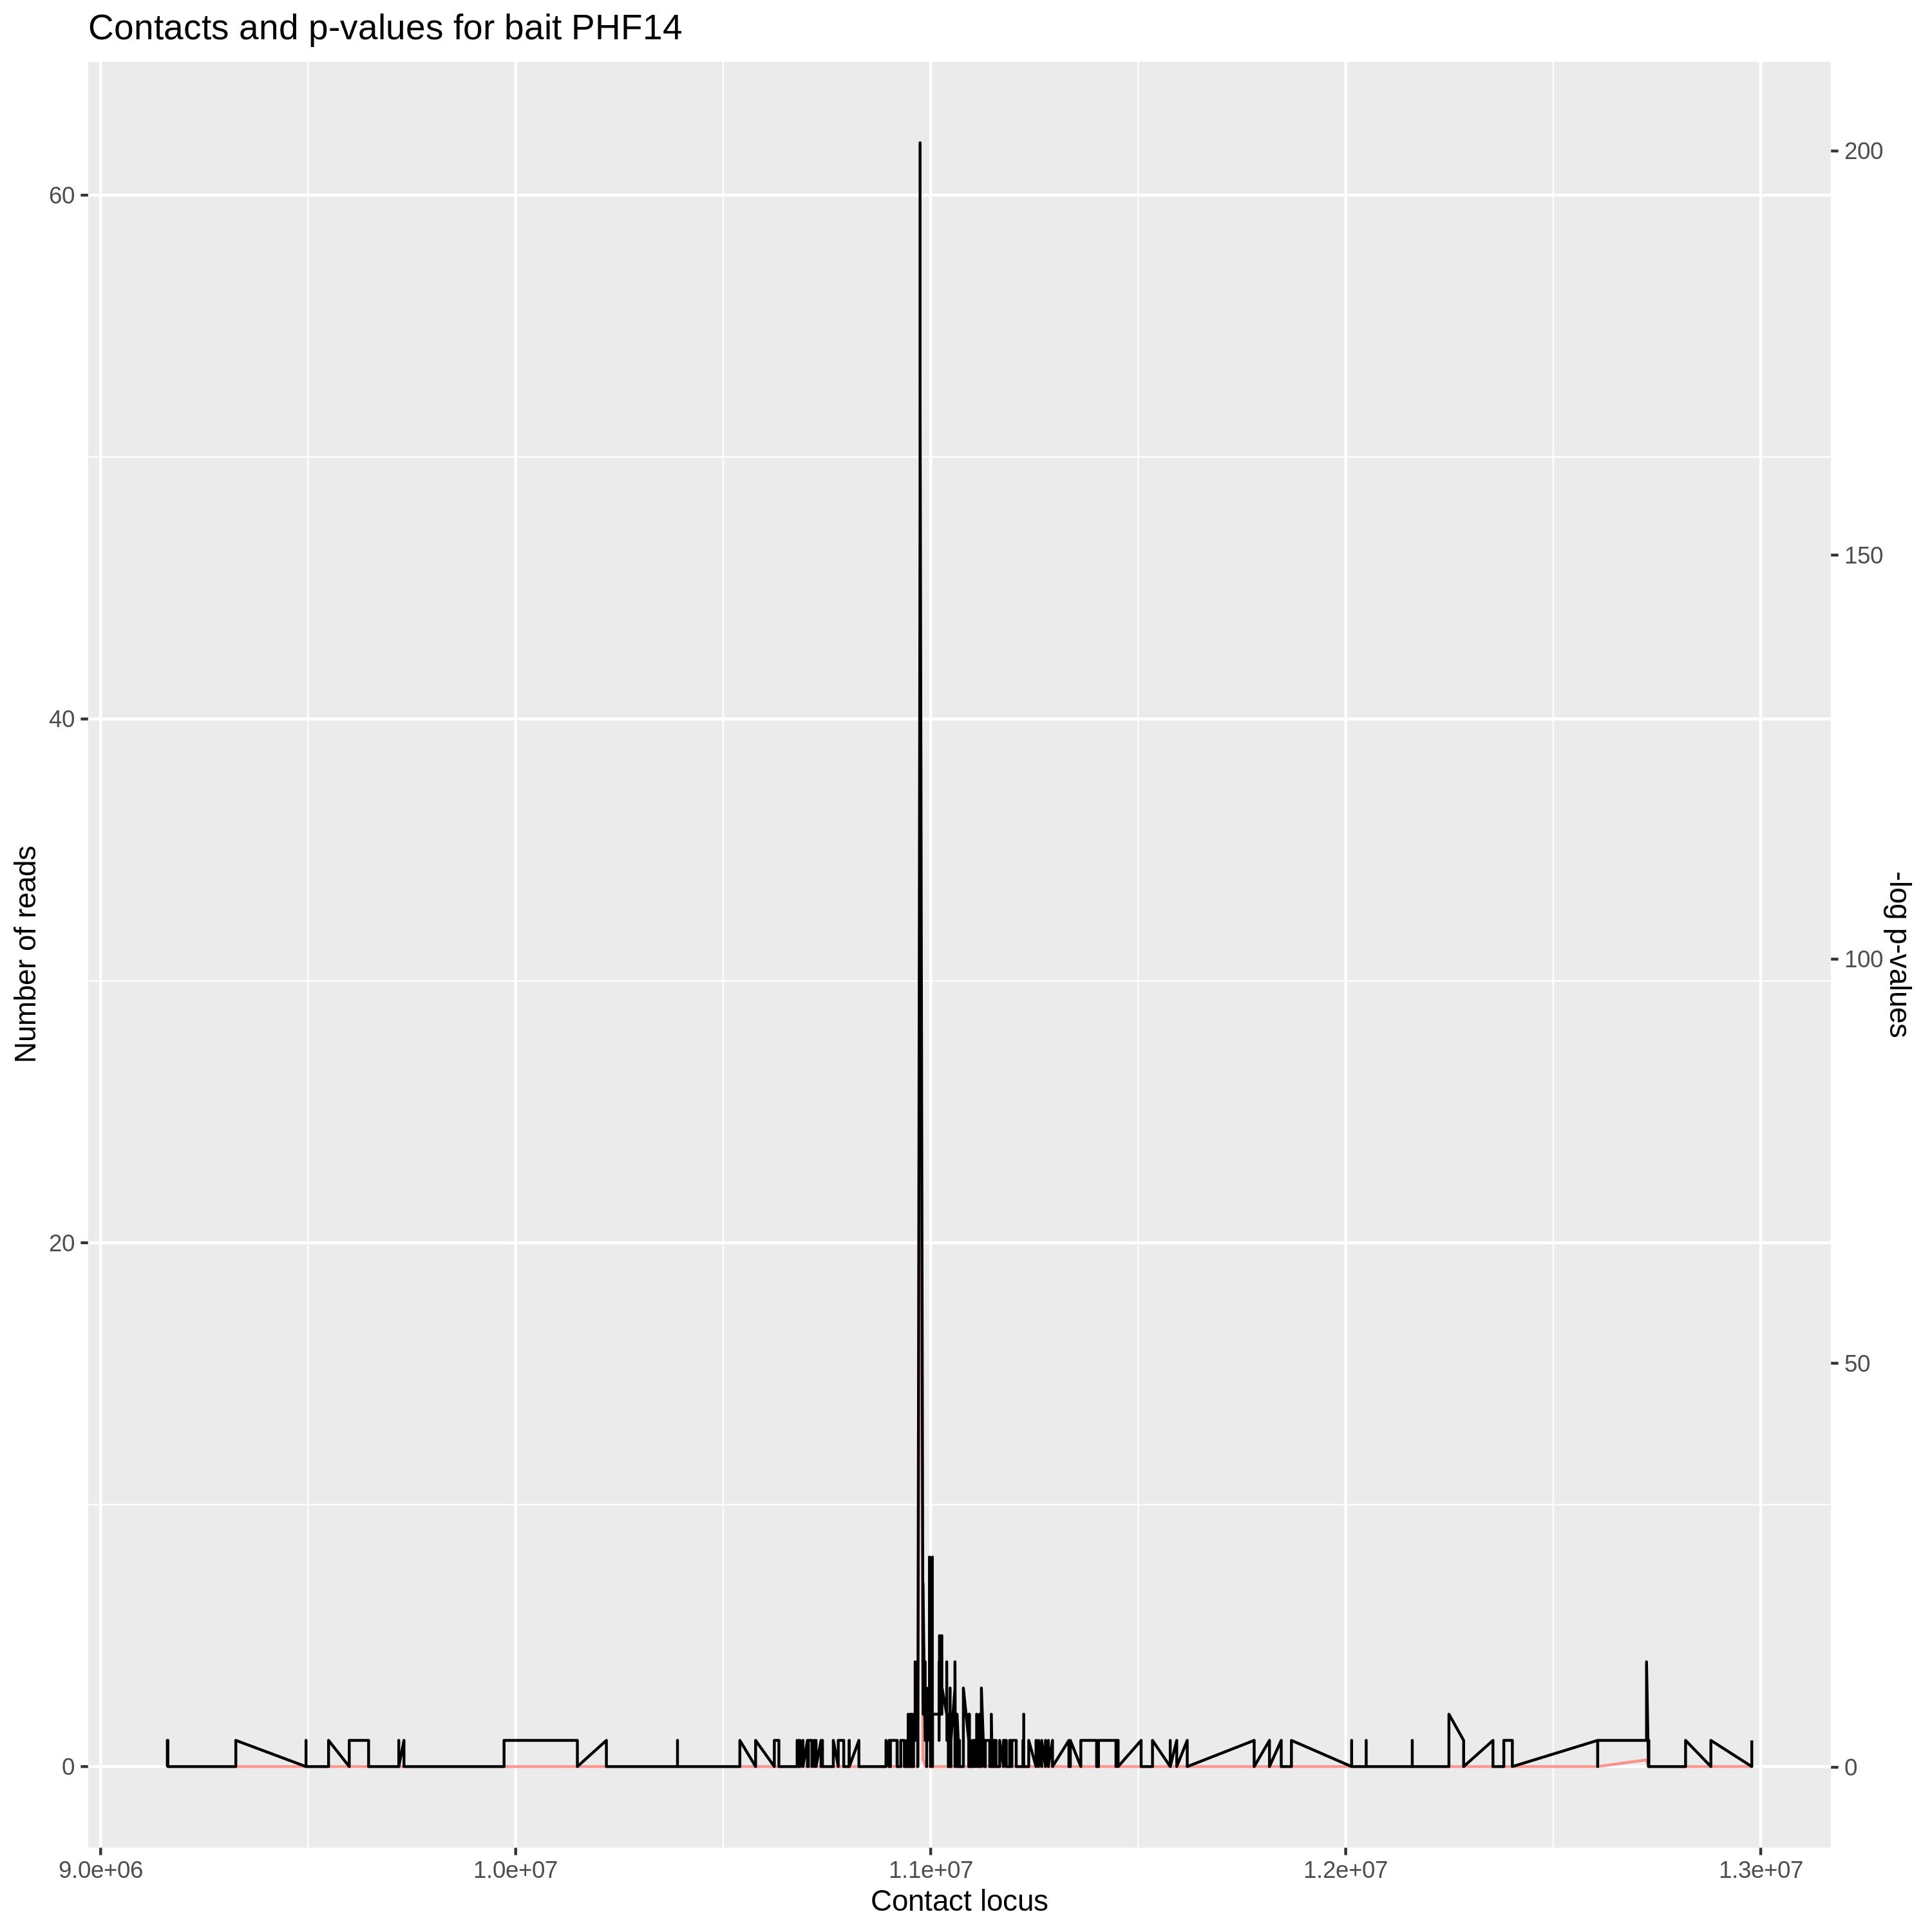 Contacts and p-values for bait PHF14
60
40
20
0
Number of reads
200
150
100
50
0
-log p-values
9.0e+06
1.0e+07
1.1e+07
1.2e+07
1.3e+07
Contact locus